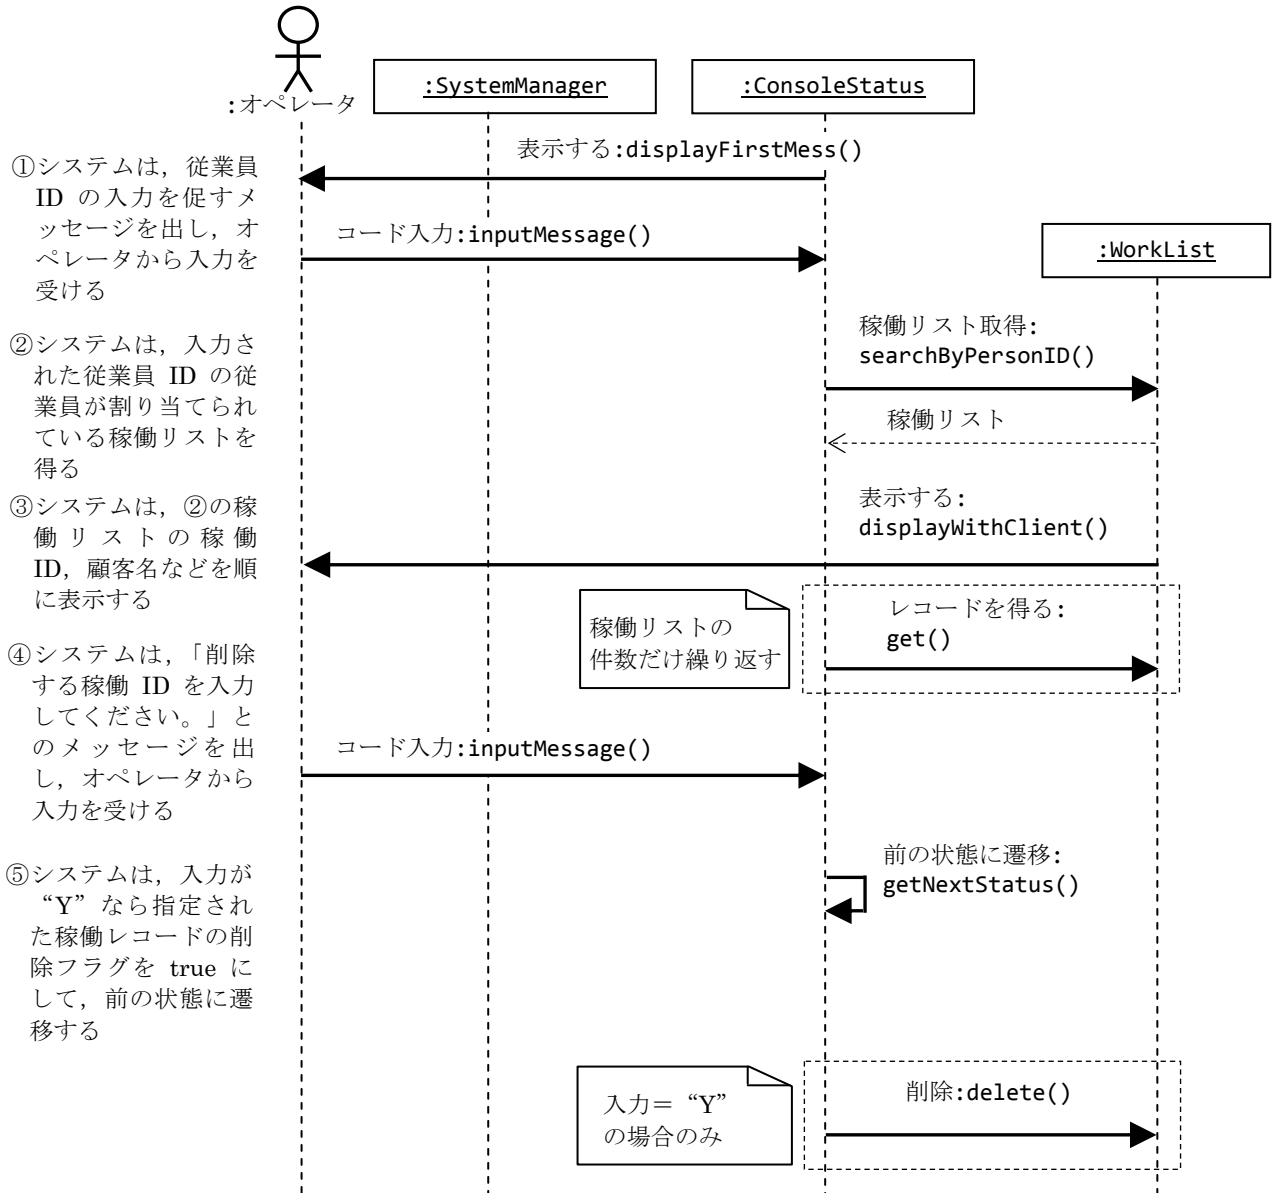 :オペレータ
:SystemManager
:ConsoleStatus
表示する:displayFirstMess()
①システムは，従業員
ID の入力を促すメ
ッセージを出し，オ
ペレータから入力を
受ける
コード入力:inputMessage()
:WorkList
②システムは，入力さ
れた従業員 ID の従
業員が割り当てられ
ている稼働リストを
得る
稼働リスト取得:
searchByPersonID()
稼働リスト
③システムは，②の稼
働リストの稼働
ID，顧客名などを順
に表示する
表示する:
displayWithClient()
稼働リストの
件数だけ繰り返す
レコードを得る:
get()
④システムは，「削除
する稼働 ID を入力
してください。」と
のメッセージを出
し，オペレータから
入力を受ける
コード入力:inputMessage()
⑤システムは，入力が
“Y”なら指定され
た稼働レコードの削
除フラグを true に
して，前の状態に遷
移する
前の状態に遷移:
getNextStatus()
入力＝“Y”
の場合のみ
削除:delete()